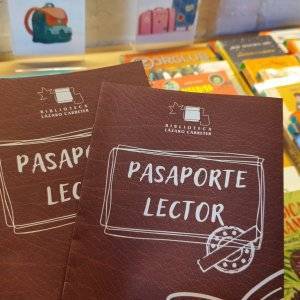 BIBLIOTECA
LÁZARO CARRETER
PASAPORTE
LECTOR
BIBLIOTECA
LÁZARO CARRETER
PASAPORTE
LECTOR